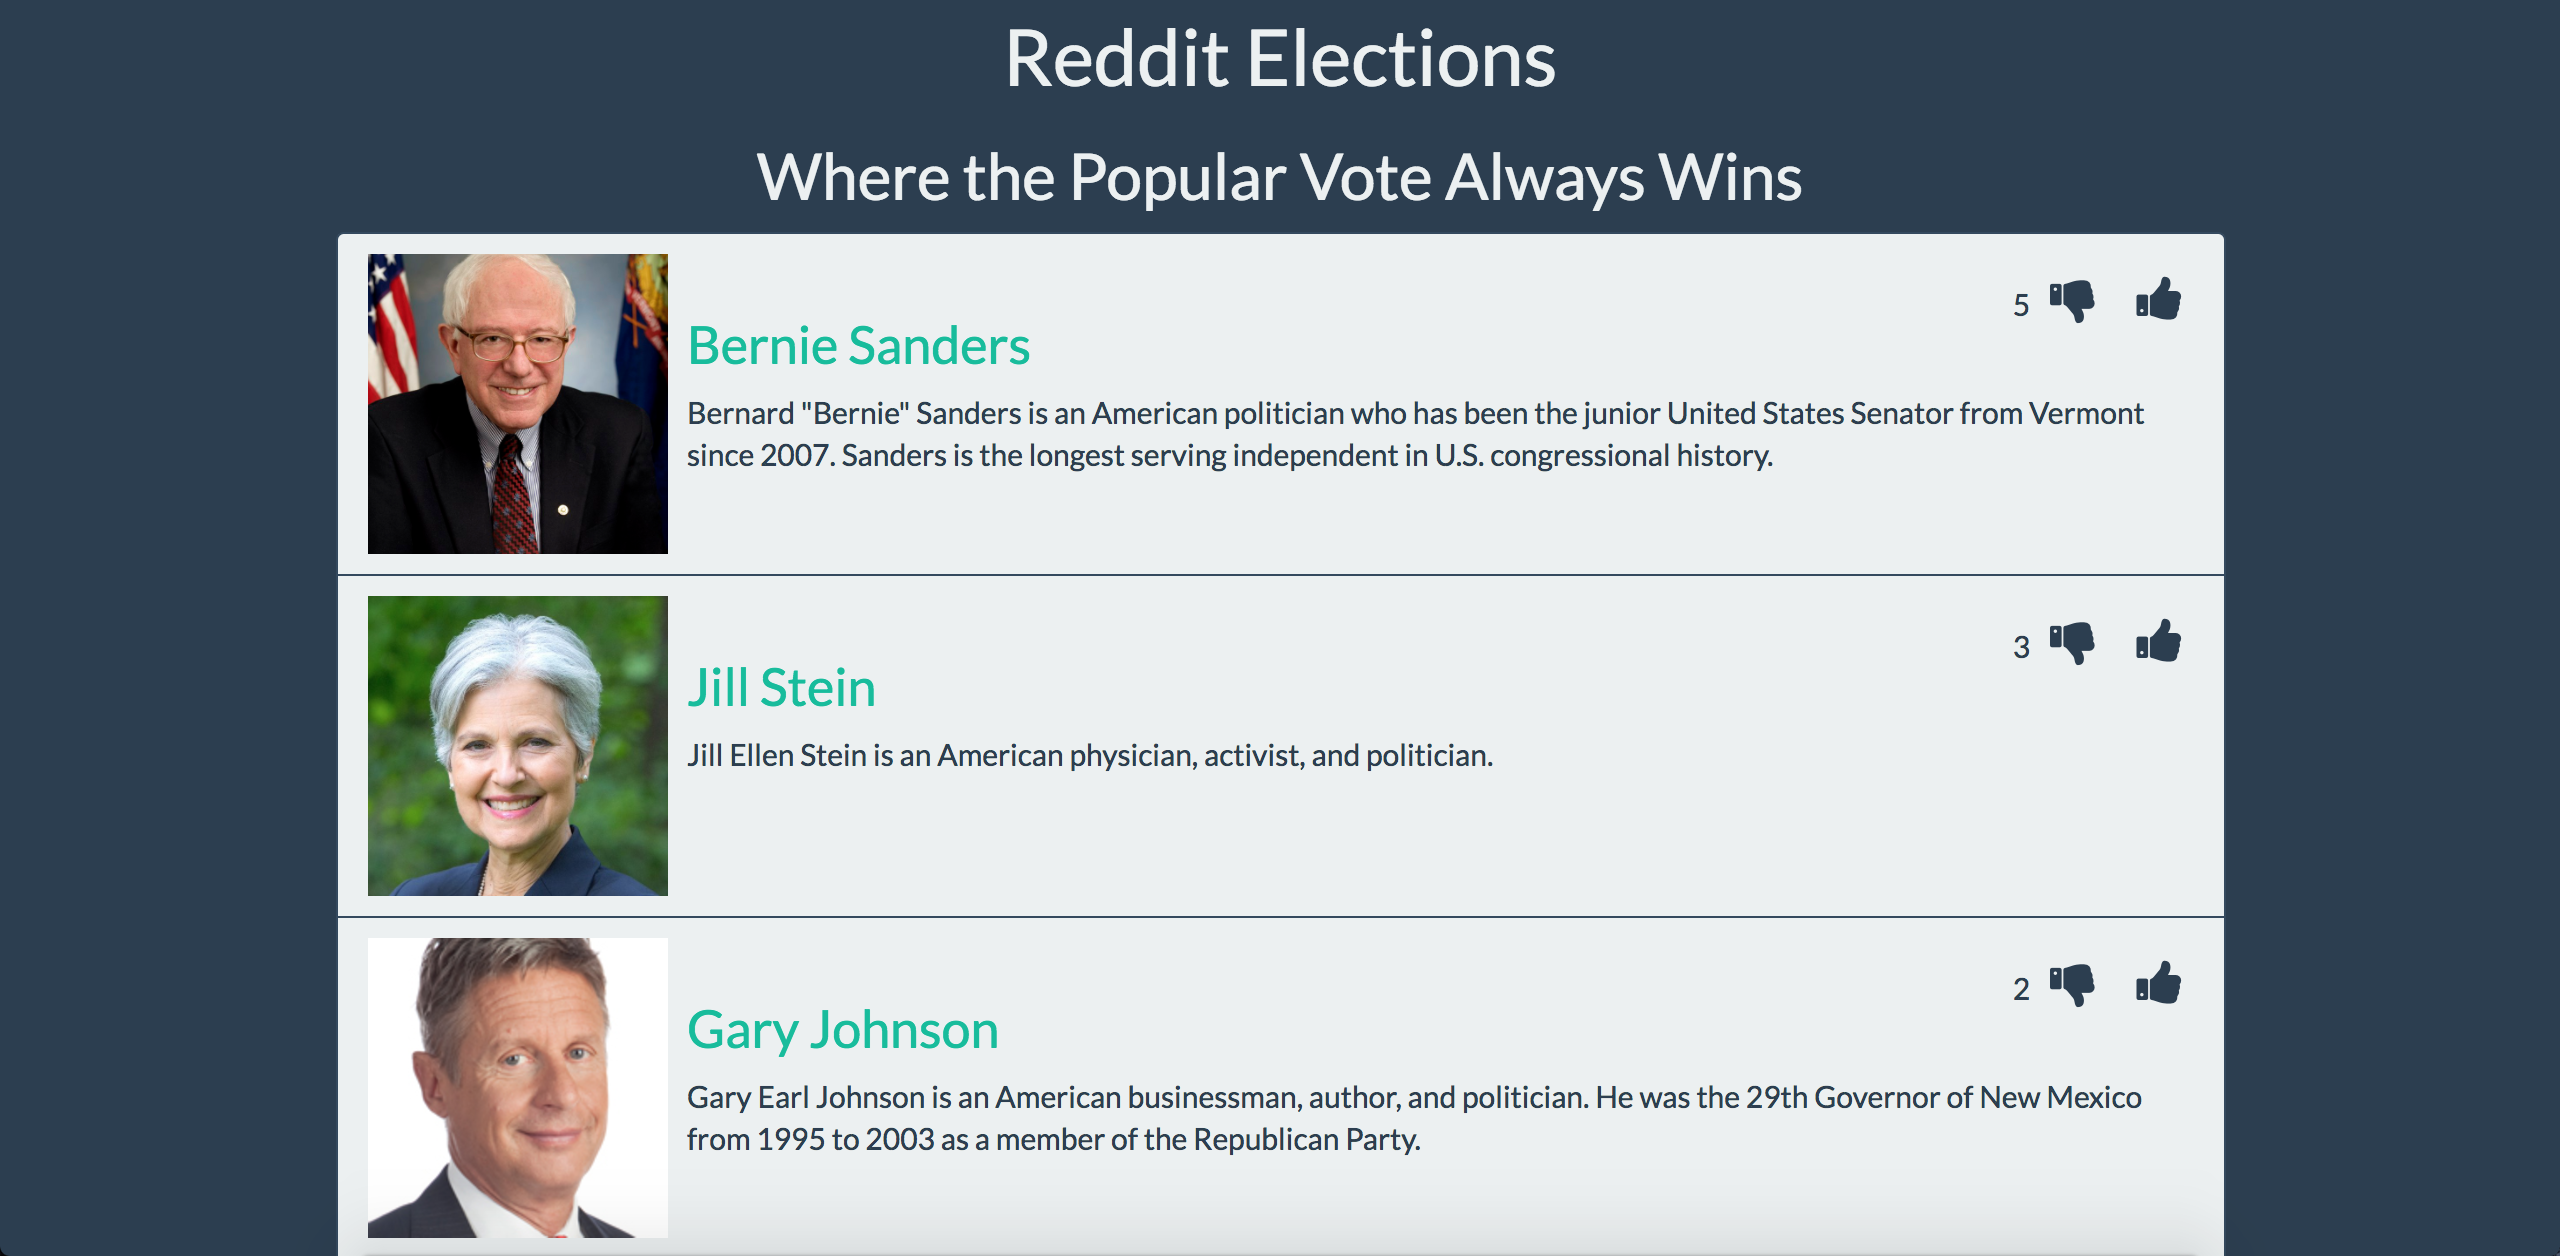 Reddit Elections
Where the Popular Vote Always Wins
5
Bernie Sanders
Bernard "Bernie" Sanders is an American politician who has been the junior United States Senator from Vermont
since 2007. Sanders is the longest serving independent in U.S. congressional history.
3
Jill Stein
Jill Ellen Stein is an American physician, activist, and politician.
2
Gary Johnson
Gary Earl Johnson is an American businessman, author, and politician. He was the 29th Governor of New Mexico
from 1995 to 2003 as a member of the Republican Party.